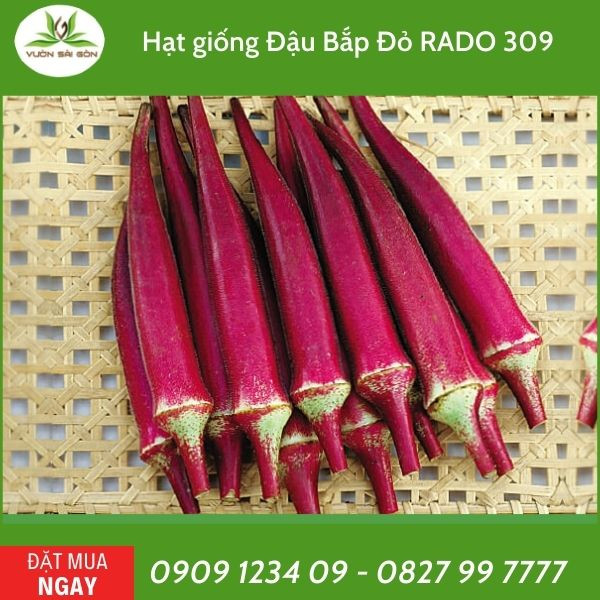 Hạt giống Đậu Bắp Đỏ RADO 309
VƯỜN SÀI GÒN
ĐẶT MUA
NGAY
0909 1234 09 - 0827 99 7777